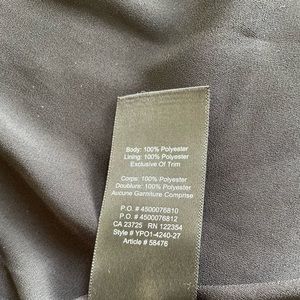 Body: 100% Polyester
Lining: 100% Polyester
Exclusive Of Trim
Corps: 100% Polyester
Doublure: 100% Polyester
Aucune Garniture Comprise
P.O. # 4500076810
P.O. # 4500076812
CA 23725 RN 122354
Style # YPO1-4240-27
Article # 58476